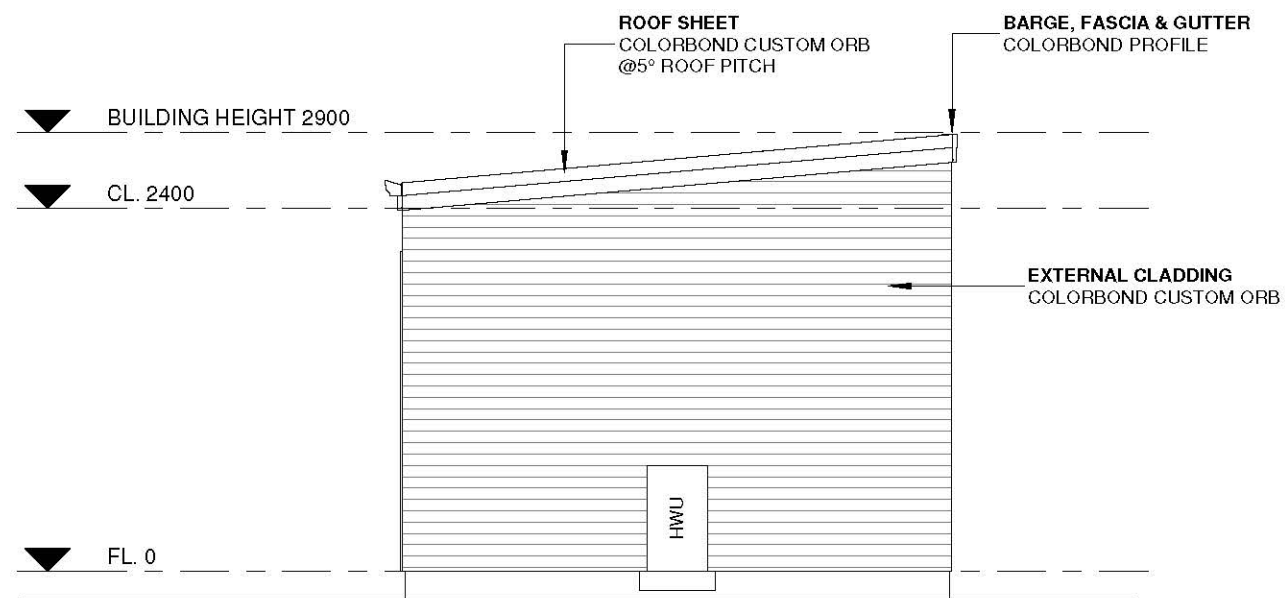 ROOF SHEET
COLORBOND CUSTOM ORB
@5° ROOF PITCH
BARGE, FASCIA & GUTTER
COLORBOND PROFILE
BUILDING HEIGHT 2900
CL. 2400
EXTERNAL CLADDING
COLORBOND CUSTOM ORB
HWU
FL. 0